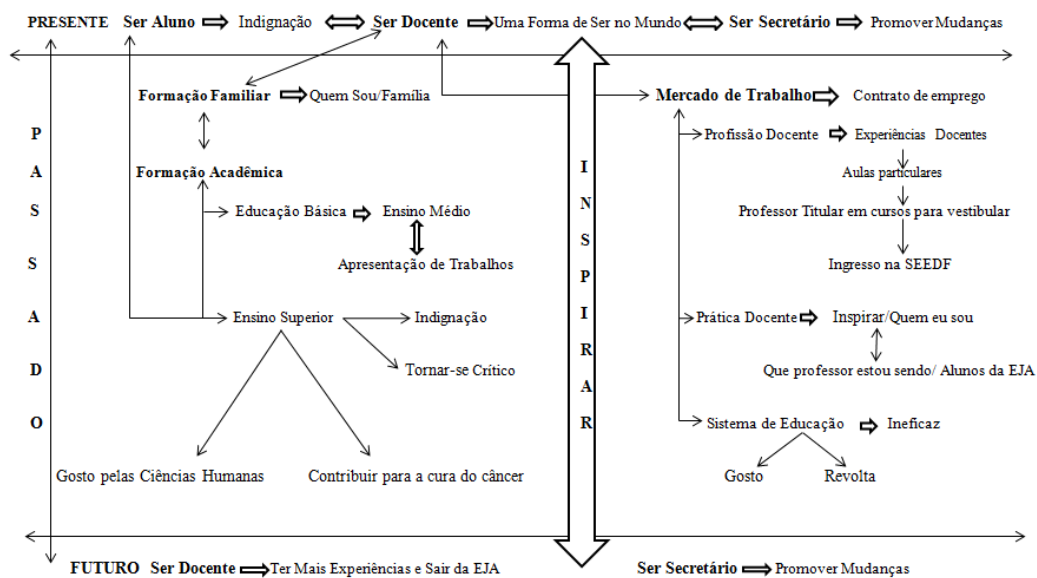 PRESENTE Ser Aluno Indignação Ser Docente Uma Forma de Ser no Mundo Ser Secretário Promover Mudanças
Formação Familiar Quem Sou/Família
Mercado de Trabalho Contrato de emprego
PASSADO
INSPIRAR
Profissão Docente Experiências Docentes
Formação Acadêmica
Aulas particulares
Educação Básica Ensino Médio
Professor Titular em cursos para vestibular
Apresentação de Trabalhos
Ingresso na SEEDF
Ensino Superior Indignação
Prática Docente Inspirar/Quem eu sou
Tornar-se Crítico
Que professor estou sendo/ Alunos da EJA
Sistema de Educação Ineficaz
Gosto pelas Ciências Humanas Contribuir para a cura do câncer
Gosto Revolta
FUTURO Ser Docente Ter Mais Experiências e Sair da EJA Ser Secretário Promover Mudanças